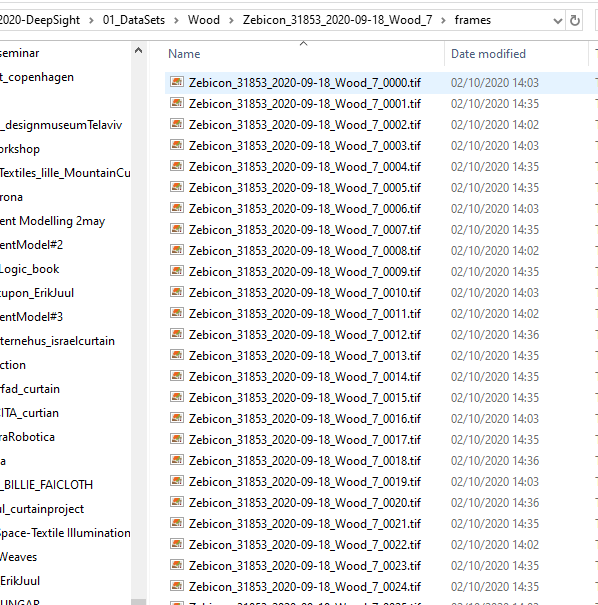 2020-DeepSight > 01_DataSets > Wood > Zebicon_31853_2020-09-18_Wood_7 > frames
Name Date modified
seminar
t_copenhagen
_designmuseumTelaviv
orkshop
Textiles_lille_MountainCu
rona
ent Modelling 2may
entModel#2
Logic_book
upon_ErikJuul
entModel#3
ternehus_israelcurtain
ction
rfad_curtain
CITA_curtian
raRobotica
a
_BILLIE_FAICLOTH
ul_curtainproject
Space-Textile Illumination
Weaves
ErikJuul
HUNGAR
Zebicon_31853_2020-09-18_Wood_7_0000.tif 02/10/2020 14:03
Zebicon_31853_2020-09-18_Wood_7_0001.tif 02/10/2020 14:35
Zebicon_31853_2020-09-18_Wood_7_0002.tif 02/10/2020 14:02
Zebicon_31853_2020-09-18_Wood_7_0003.tif 02/10/2020 14:03
Zebicon_31853_2020-09-18_Wood_7_0004.tif 02/10/2020 14:35
Zebicon_31853_2020-09-18_Wood_7_0005.tif 02/10/2020 14:35
Zebicon_31853_2020-09-18_Wood_7_0006.tif 02/10/2020 14:03
Zebicon_31853_2020-09-18_Wood_7_0007.tif 02/10/2020 14:35
Zebicon_31853_2020-09-18_Wood_7_0008.tif 02/10/2020 14:02
Zebicon_31853_2020-09-18_Wood_7_0009.tif 02/10/2020 14:35
Zebicon_31853_2020-09-18_Wood_7_0010.tif 02/10/2020 14:03
Zebicon_31853_2020-09-18_Wood_7_0011.tif 02/10/2020 14:02
Zebicon_31853_2020-09-18_Wood_7_0012.tif 02/10/2020 14:36
Zebicon_31853_2020-09-18_Wood_7_0013.tif 02/10/2020 14:35
Zebicon_31853_2020-09-18_Wood_7_0014.tif 02/10/2020 14:35
Zebicon_31853_2020-09-18_Wood_7_0015.tif 02/10/2020 14:35
Zebicon_31853_2020-09-18_Wood_7_0016.tif 02/10/2020 14:03
Zebicon_31853_2020-09-18_Wood_7_0017.tif 02/10/2020 14:35
Zebicon_31853_2020-09-18_Wood_7_0018.tif 02/10/2020 14:36
Zebicon_31853_2020-09-18_Wood_7_0019.tif 02/10/2020 14:03
Zebicon_31853_2020-09-18_Wood_7_0020.tif 02/10/2020 14:36
Zebicon_31853_2020-09-18_Wood_7_0021.tif 02/10/2020 14:35
Zebicon_31853_2020-09-18_Wood_7_0022.tif 02/10/2020 14:02
Zebicon_31853_2020-09-18_Wood_7_0023.tif 02/10/2020 14:35
Zebicon_31853_2020-09-18_Wood_7_0024.tif 02/10/2020 14:35